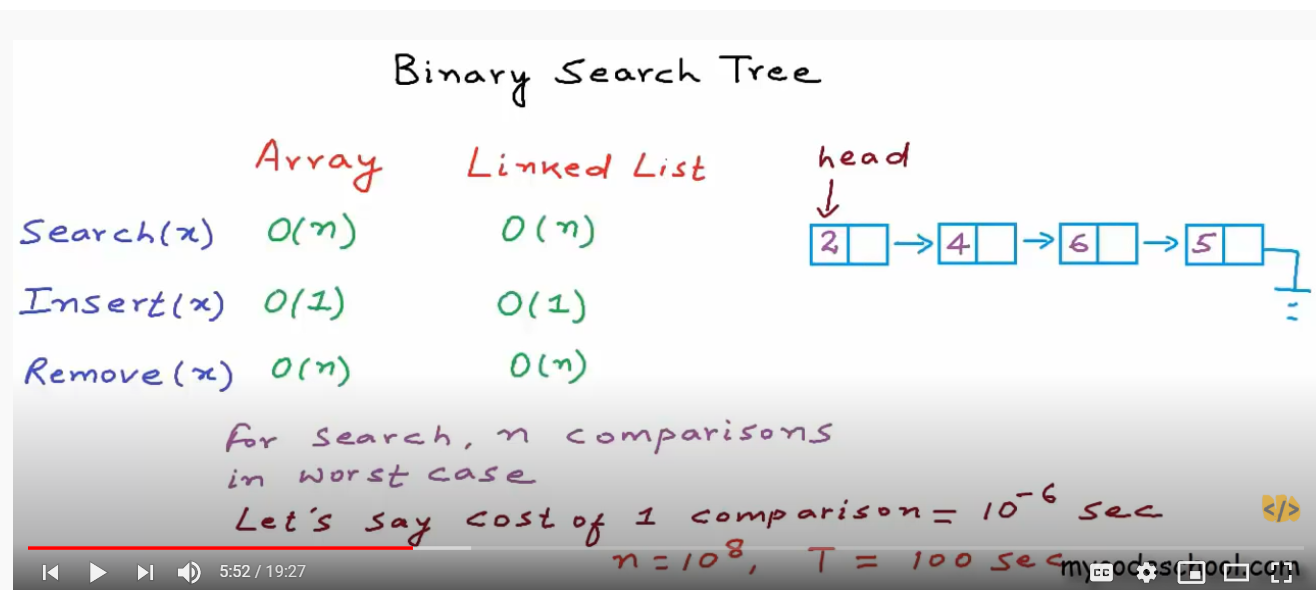 Binary Search Tree
Array Linked List
head
Search(x) O(n) O(n)
2 4 6 5
Insert(x) O(1) O(1)
Remove(x) O(n) O(n)
for search, n comparisons
in worst case
Let's say cost of 1 comparison = 10⁻⁶ sec
</>
n = 10⁸, T = 100 sec
mycodeschool.com
5:52 / 19:27
CC